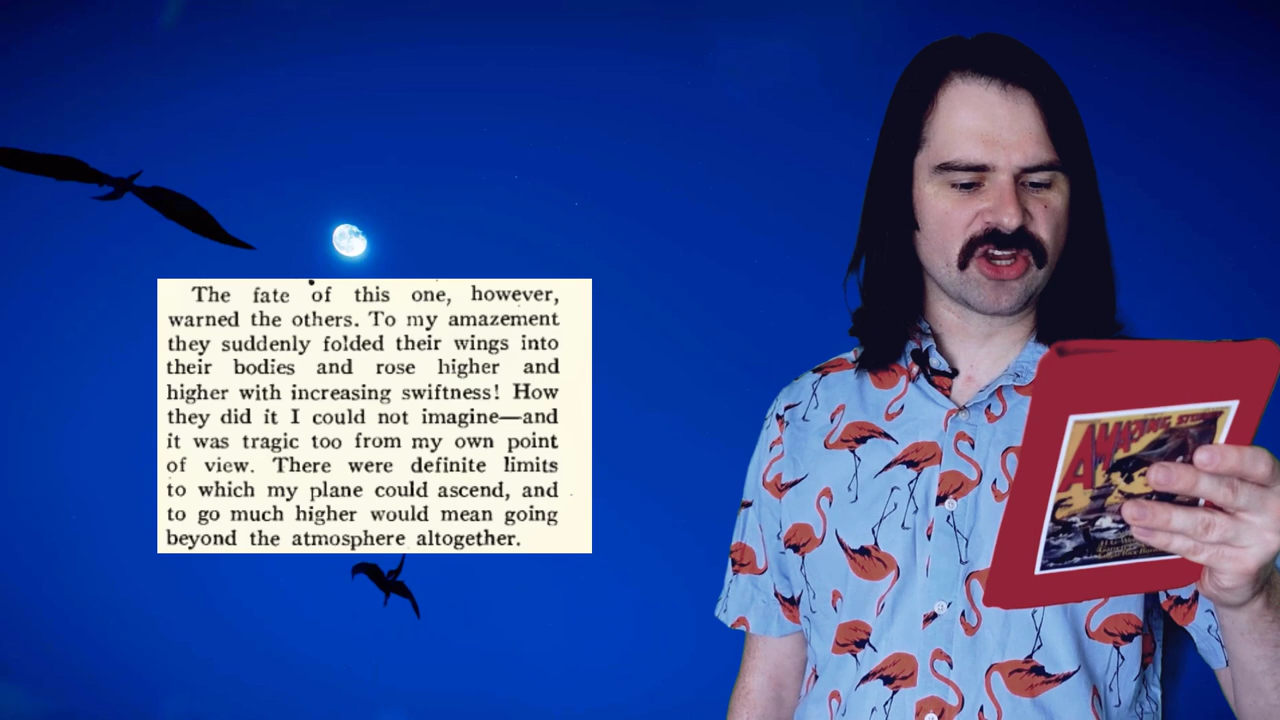 The fate of this one, however,
warned the others. To my amazement
they suddenly folded their wings into
their bodies and rose higher and
higher with increasing swiftness! How
they did it I could not imagine—and
it was tragic too from my own point
of view. There were definite limits
to which my plane could ascend, and
to go much higher would mean going
beyond the atmosphere altogether.
AMAZING STORIES